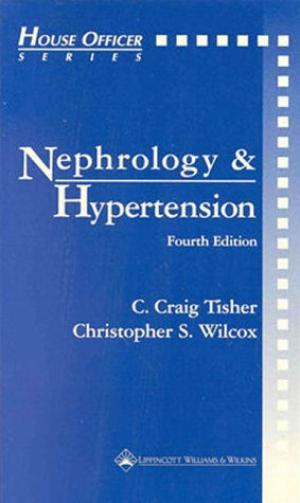 HOUSE OFFICER
SERIES
Nephrology &
Hypertension
Fourth Edition
C. Craig Tisher
Christopher S. Wilcox
LIPPINCOTT WILLIAMS & WILKINS